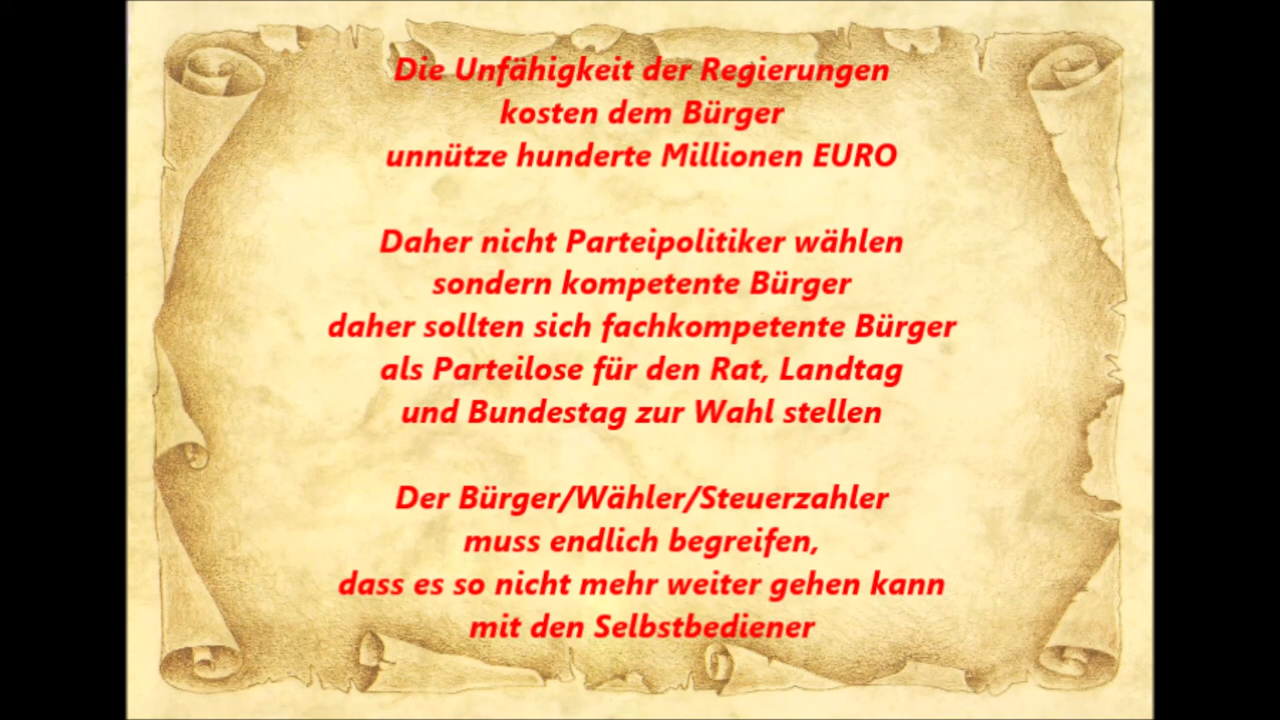 Die Unfähigkeit der Regierungen
kosten dem Bürger
unnütze hunderte Millionen EURO
Daher nicht Parteipolitiker wählen
sondern kompetente Bürger
daher sollten sich fachkompetente Bürger
als Parteilose für den Rat, Landtag
und Bundestag zur Wahl stellen
Der Bürger/Wähler/Steuerzahler
muss endlich begreifen,
dass es so nicht mehr weiter gehen kann
mit den Selbstbediener